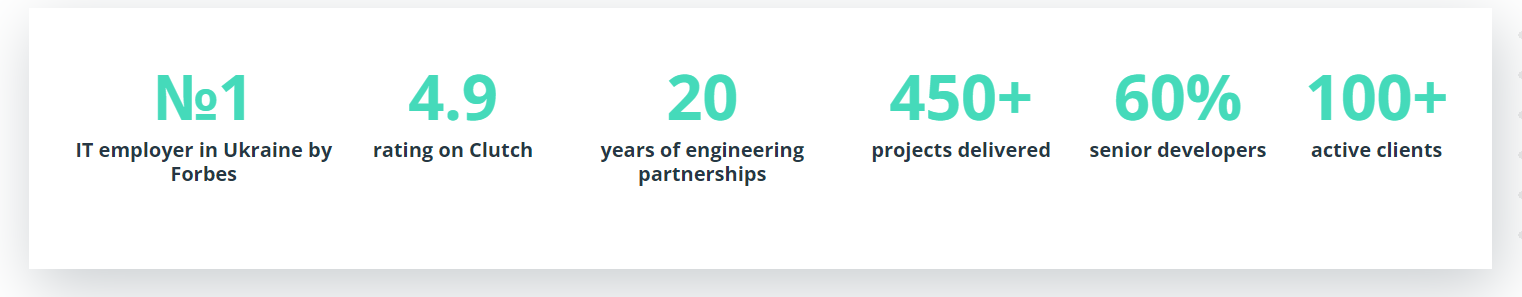 №1
IT employer in Ukraine by
Forbes
4.9
rating on Clutch
20
years of engineering
partnerships
450+
projects delivered
60%
senior developers
100+
active clients